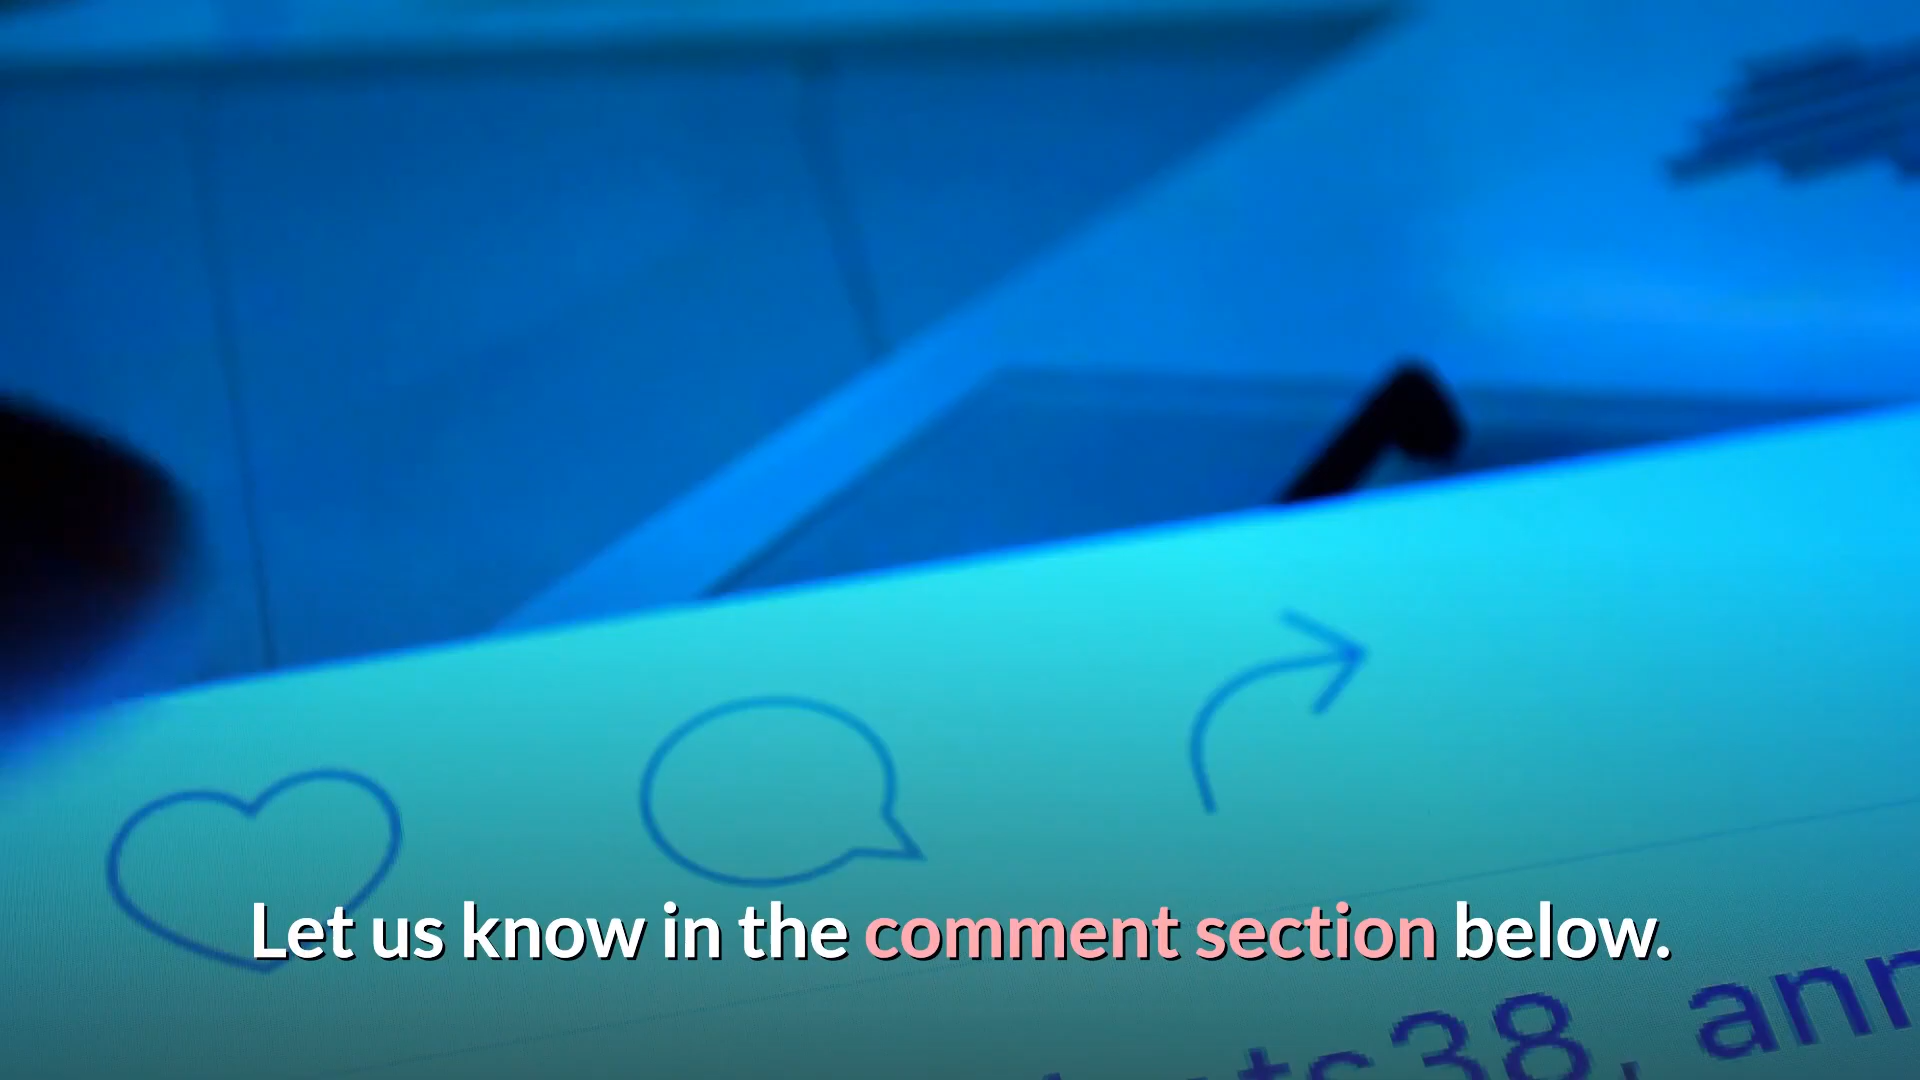 Let us know in the comment section below.